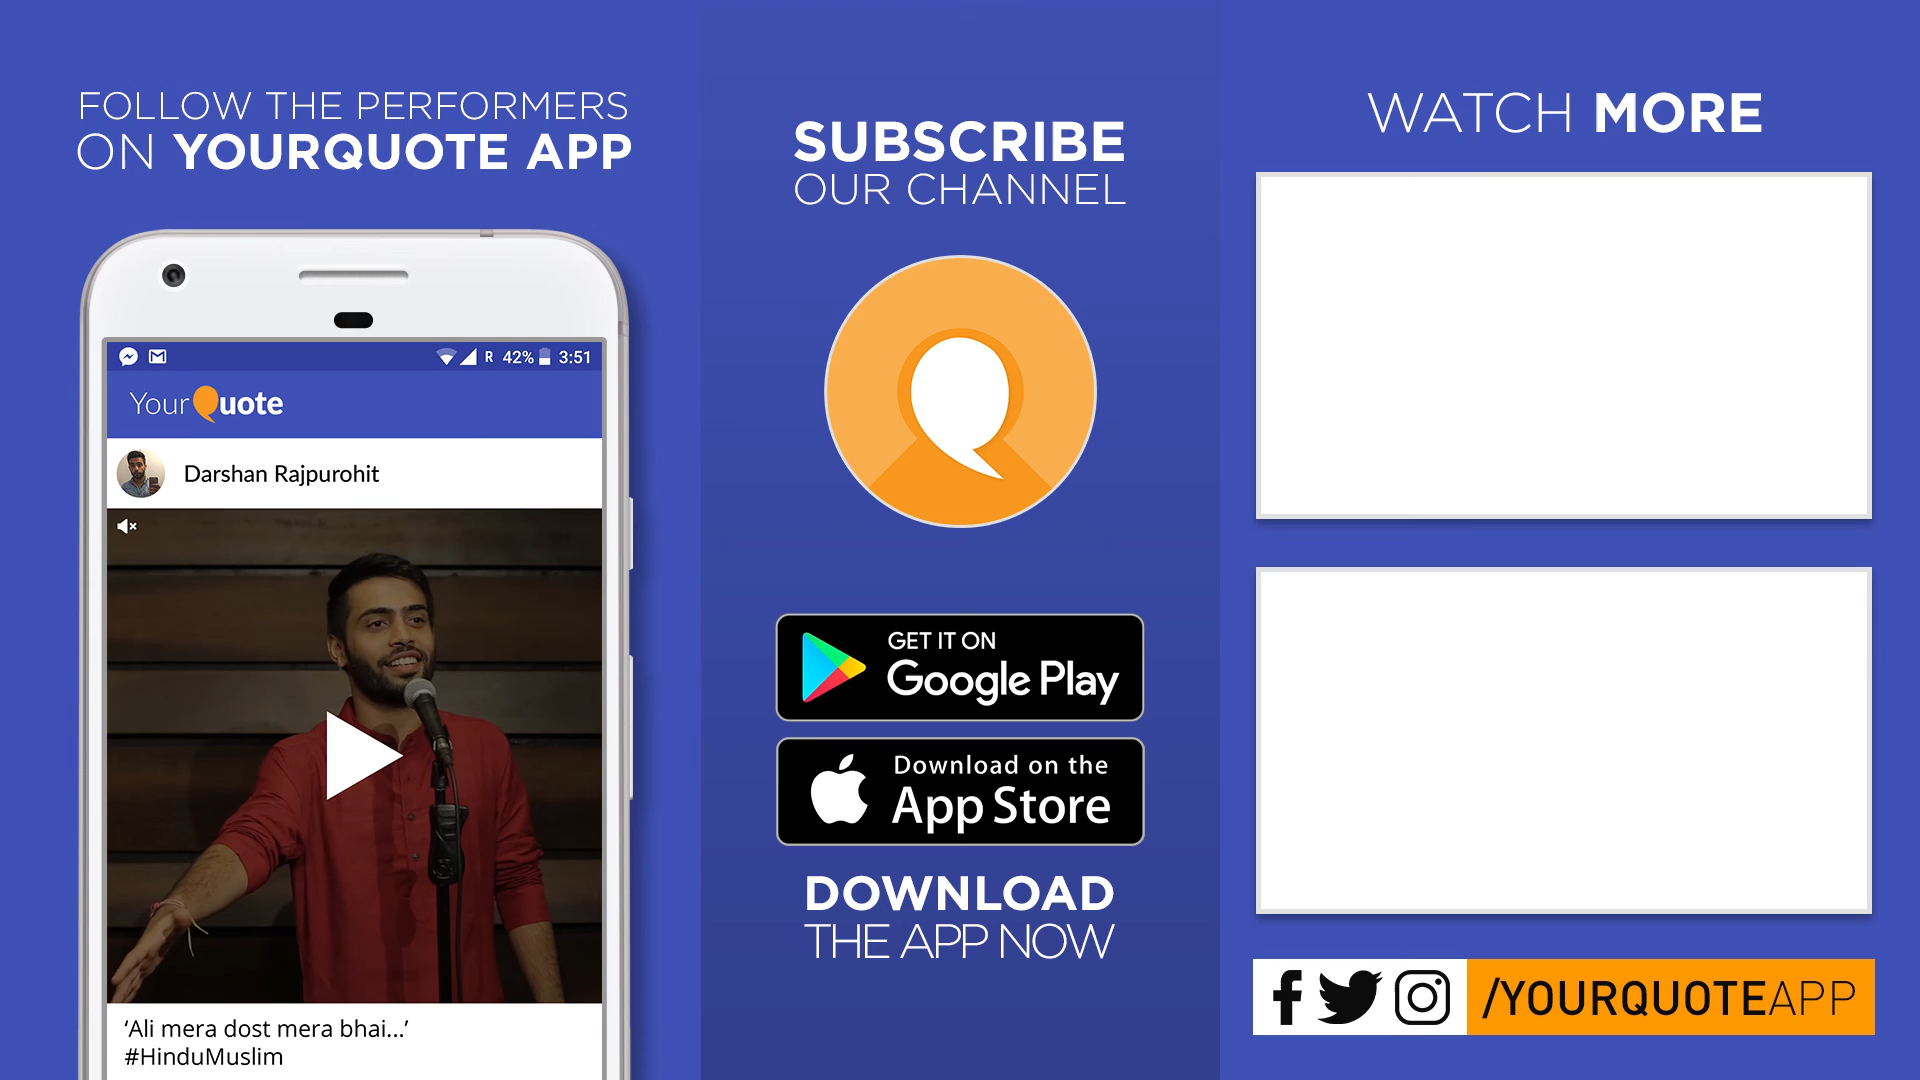 FOLLOW THE PERFORMERS
ON YOURQUOTE APP
R 42% 3:51
YourQuote
Darshan Rajpurohit
‘Ali mera dost mera bhai...’
#HinduMuslim
SUBSCRIBE
OUR CHANNEL
GET IT ON
Google Play
Download on the
App Store
DOWNLOAD
THE APP NOW
WATCH MORE
/YOURQUOTEAPP